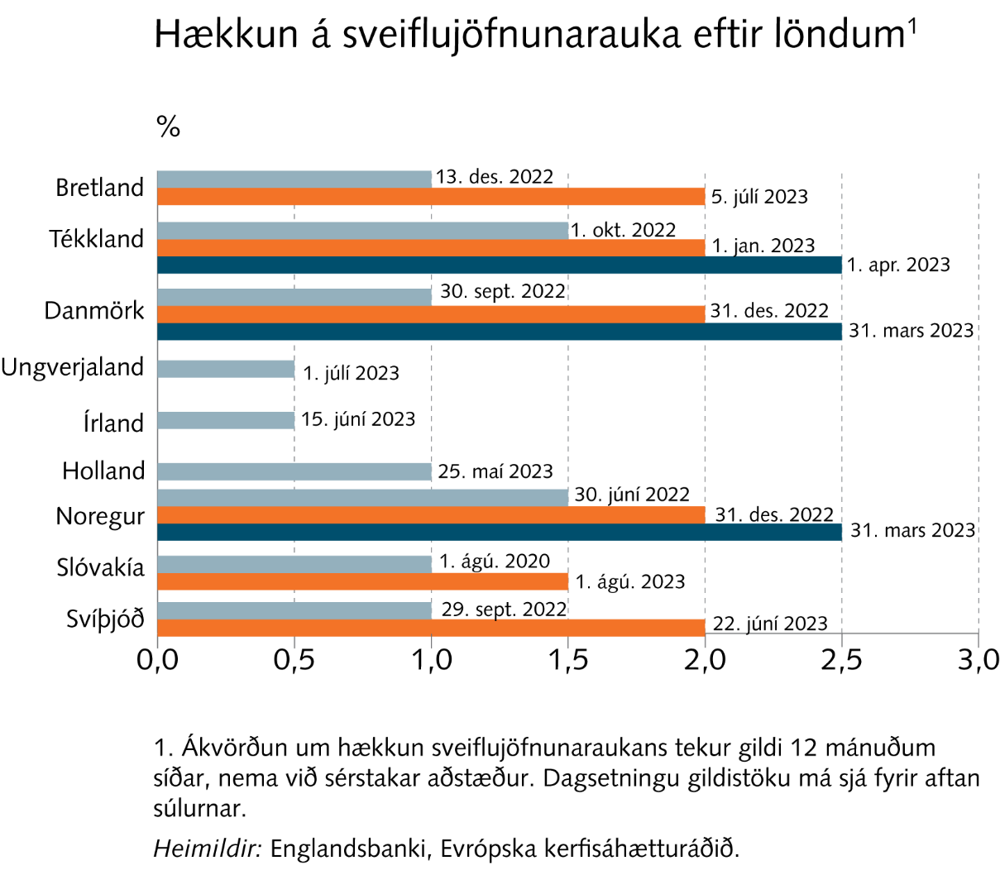 Hækkun á sveiflujöfnunarauka eftir löndum¹
%
Bretland
13. des. 2022
5. júlí 2023
Tékkland
1. okt. 2022
1. jan. 2023
1. apr. 2023
Danmörk
30. sept. 2022
31. des. 2022
31. mars 2023
Ungverjaland
1. júlí 2023
Írland
15. júní 2023
Holland
25. maí 2023
Noregur
30. júní 2022
31. des. 2022
31. mars 2023
Slóvakía
1. ágú. 2020
1. ágú. 2023
Svíþjóð
29. sept. 2022
22. júní 2023
0,0 0,5 1,0 1,5 2,0 2,5 3,0
1. Ákvörðun um hækkun sveiflujöfnunaraukans tekur gildi 12 mánuðum
síðar, nema við sérstakar aðstæður. Dagsetningu gildistöku má sjá fyrir aftan
súlurnar.
Heimildir: Englandsbanki, Evrópska kerfisáhætturáðið.